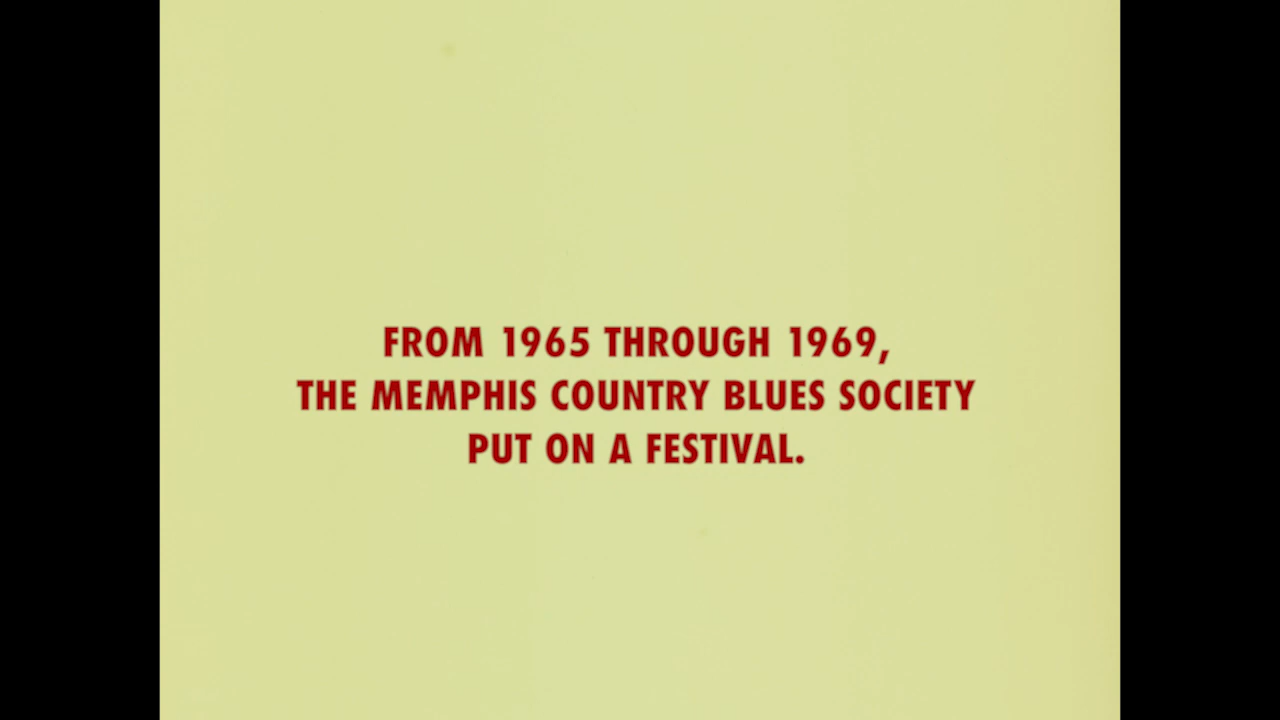 FROM 1965 THROUGH 1969,
THE MEMPHIS COUNTRY BLUES SOCIETY
PUT ON A FESTIVAL.